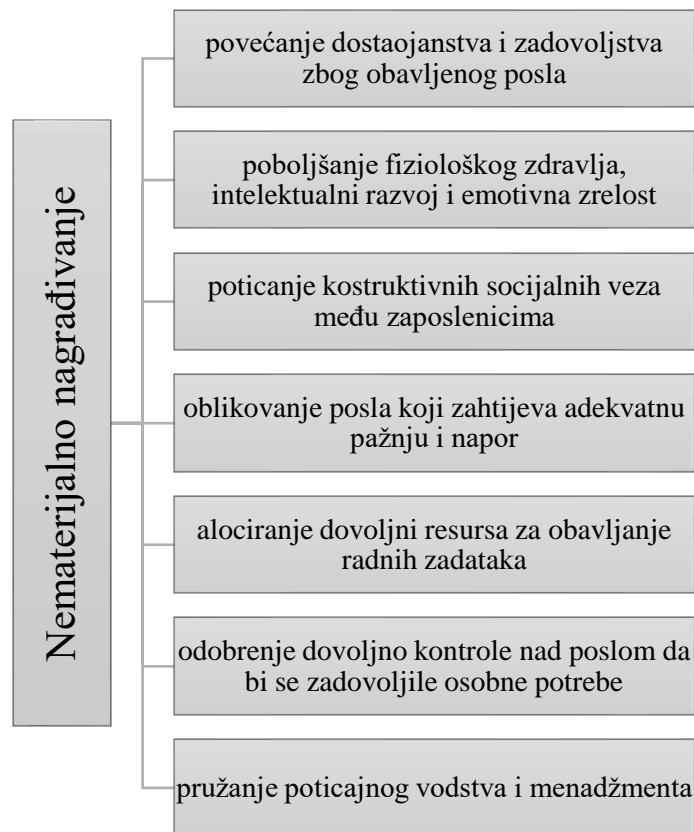 Nematerijalno nagrađivanje
povećanje dostaojanstva i zadovoljstva
zbog obavljenog posla
poboljšanje fiziološkog zdravlja,
intelektualni razvoj i emotivna zrelost
poticanje kostruktivnih socijalnih veza
među zaposlenicima
oblikovanje posla koji zahtijeva adekvatnu
pažnju i napor
alociranje dovoljni resursa za obavljanje
radnih zadataka
odobrenje dovoljno kontrole nad poslom da
bi se zadovoljile osobne potrebe
pružanje poticajnog vodstva i menadžmenta